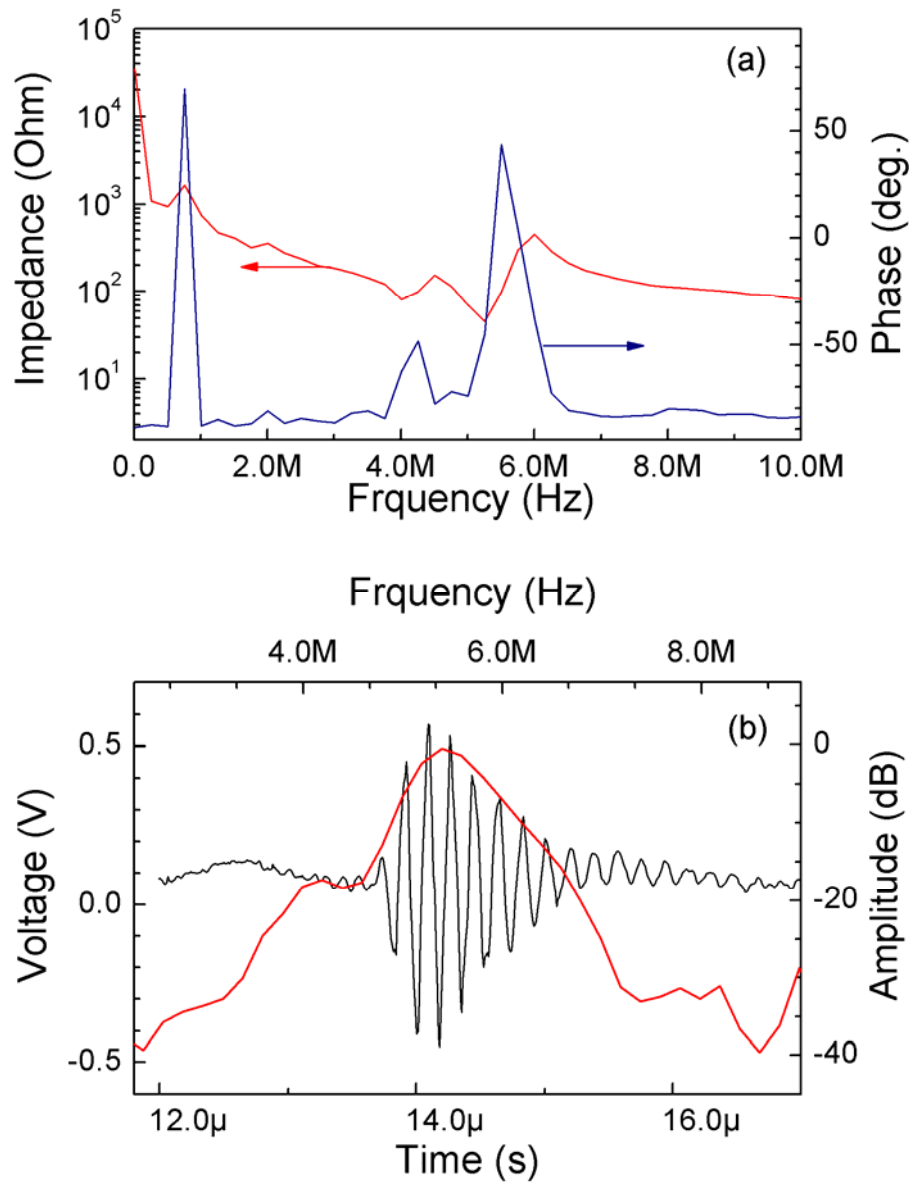 (a)
10^5
10^4
10^3
10^2
10^1
Impedance (Ohm)
50
0
-50
Phase (deg.)
0.0 2.0M 4.0M 6.0M 8.0M 10.0M
Frquency (Hz)
Frquency (Hz)
4.0M 6.0M 8.0M
(b)
0.5
0.0
-0.5
Voltage (V)
0
-20
-40
Amplitude (dB)
12.0μ 14.0μ 16.0μ
Time (s)